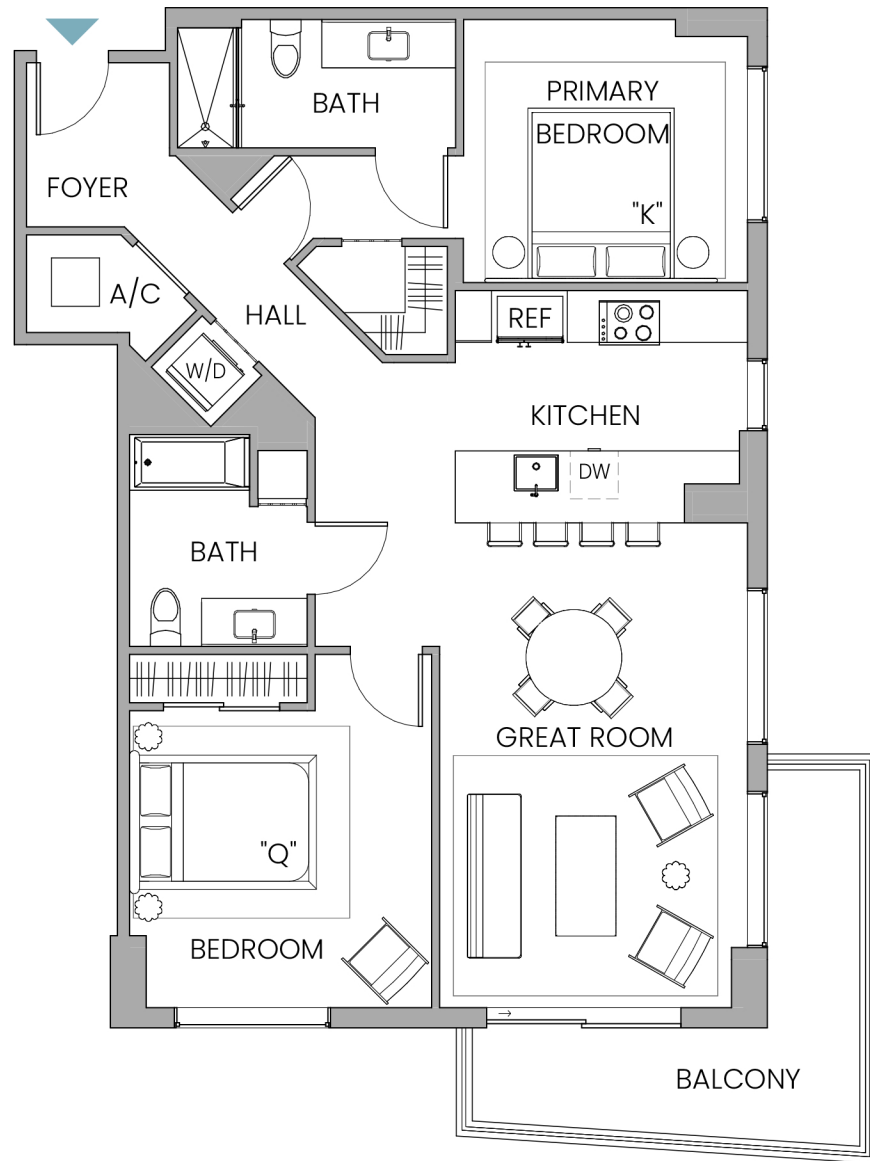 BATH
PRIMARY
BEDROOM
"K"
FOYER
A/C
HALL
REF
W/D
KITCHEN
DW
BATH
GREAT ROOM
"Q"
BEDROOM
BALCONY